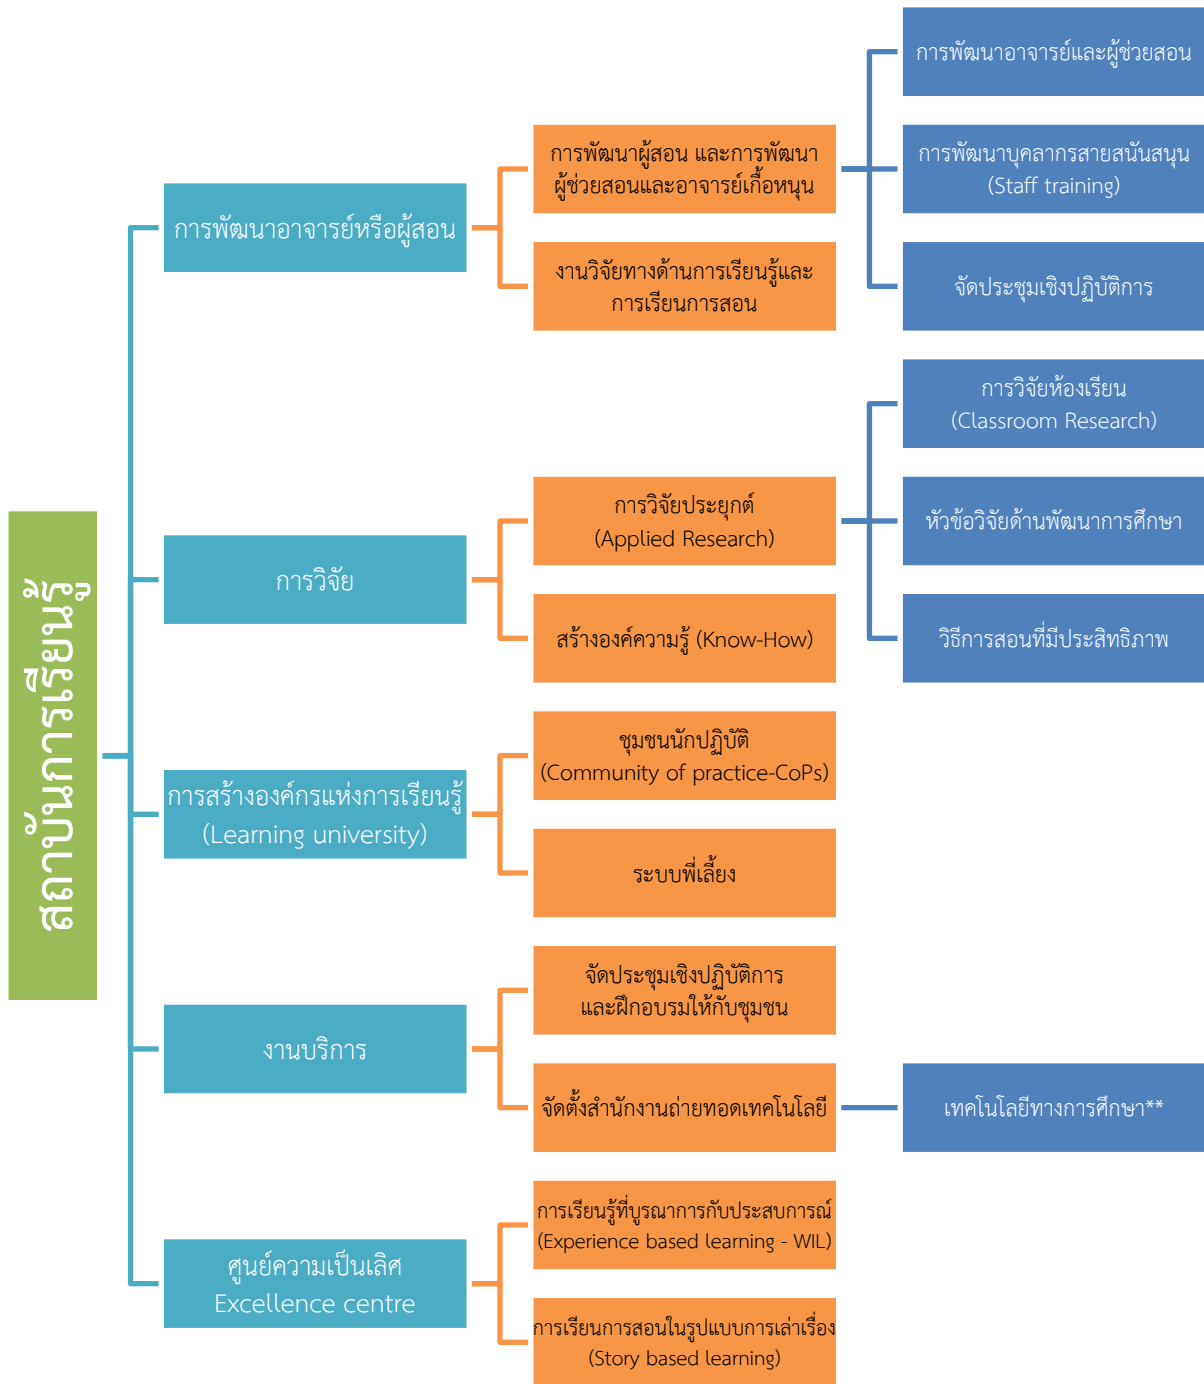 สถาบันการเรียนรู้
การพัฒนาอาจารย์หรือผู้สอน
การพัฒนาผู้สอน และการพัฒนา
ผู้ช่วยสอนและอาจารย์เกื้อหนุน
การพัฒนาอาจารย์และผู้ช่วยสอน
การพัฒนาบุคลากรสายสนันสนุน
(Staff training)
จัดประชุมเชิงปฏิบัติการ
งานวิจัยทางด้านการเรียนรู้และ
การเรียนการสอน
การวิจัย
การวิจัยประยุกต์
(Applied Research)
การวิจัยห้องเรียน
(Classroom Research)
หัวข้อวิจัยด้านพัฒนาการศึกษา
วิธีการสอนที่มีประสิทธิภาพ
สร้างองค์ความรู้ (Know-How)
การสร้างองค์กรแห่งการเรียนรู้
(Learning university)
ชุมชนนักปฏิบัติ
(Community of practice-CoPs)
ระบบพี่เลี้ยง
งานบริการ
จัดประชุมเชิงปฏิบัติการ
และฝึกอบรมให้กับชุมชน
จัดตั้งสำนักงานถ่ายทอดเทคโนโลยี
เทคโนโลยีทางการศึกษา**
ศูนย์ความเป็นเลิศ
Excellence centre
การเรียนรู้ที่บูรณาการกับประสบการณ์
(Experience based learning - WIL)
การเรียนการสอนในรูปแบบการเล่าเรื่อง
(Story based learning)